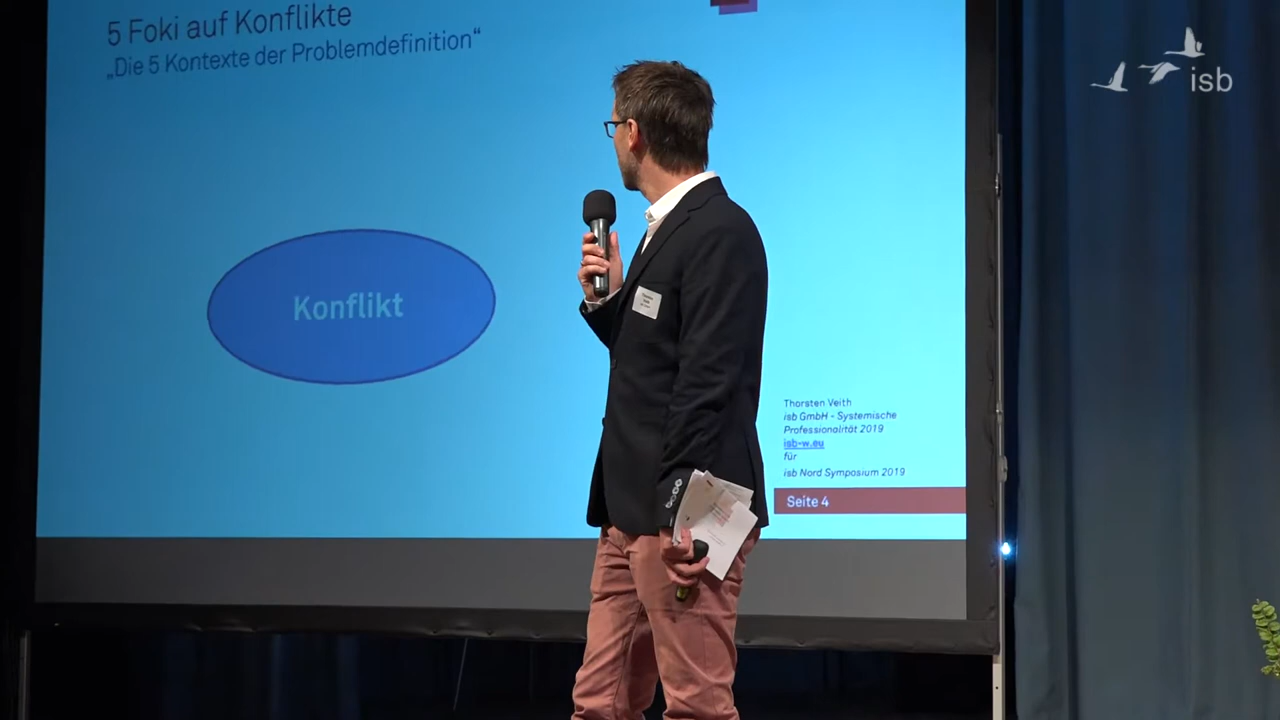 5 Foki auf Konflikte
„Die 5 Kontexte der Problemdefinition“
isb
Konflikt
Thorsten Veith
isb GmbH - Systemische
Professionalität 2019
isb-w.eu
für
isb Nord Symposium 2019
Seite 4